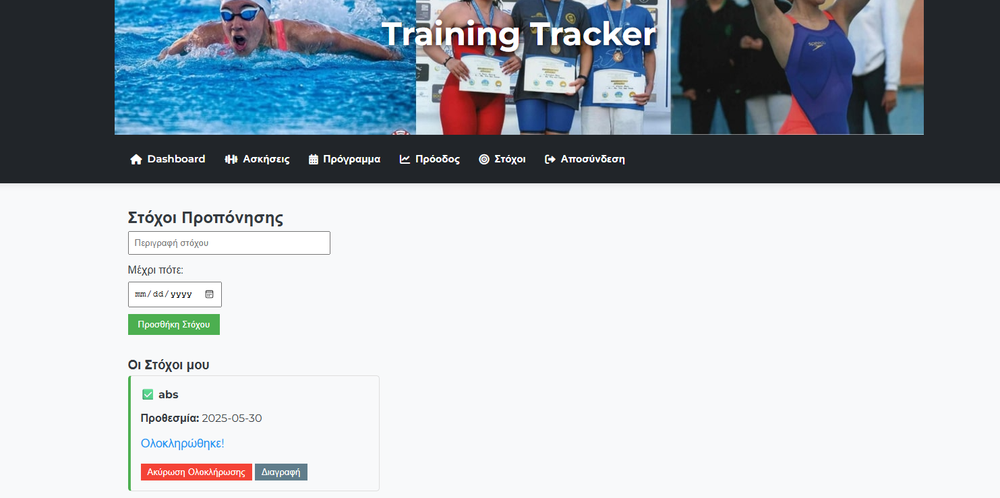 Training Tracker
speedo
Dashboard Ασκήσεις Πρόγραμμα Πρόοδος Στόχοι Αποσύνδεση
Στόχοι Προπόνησης
Περιγραφή στόχου
Μέχρι πότε:
mm/dd/yyyy
Προσθήκη Στόχου
Οι Στόχοι μου
abs
Προθεσμία: 2025-05-30
Ολοκληρώθηκε!
Ακύρωση Ολοκλήρωσης Διαγραφή